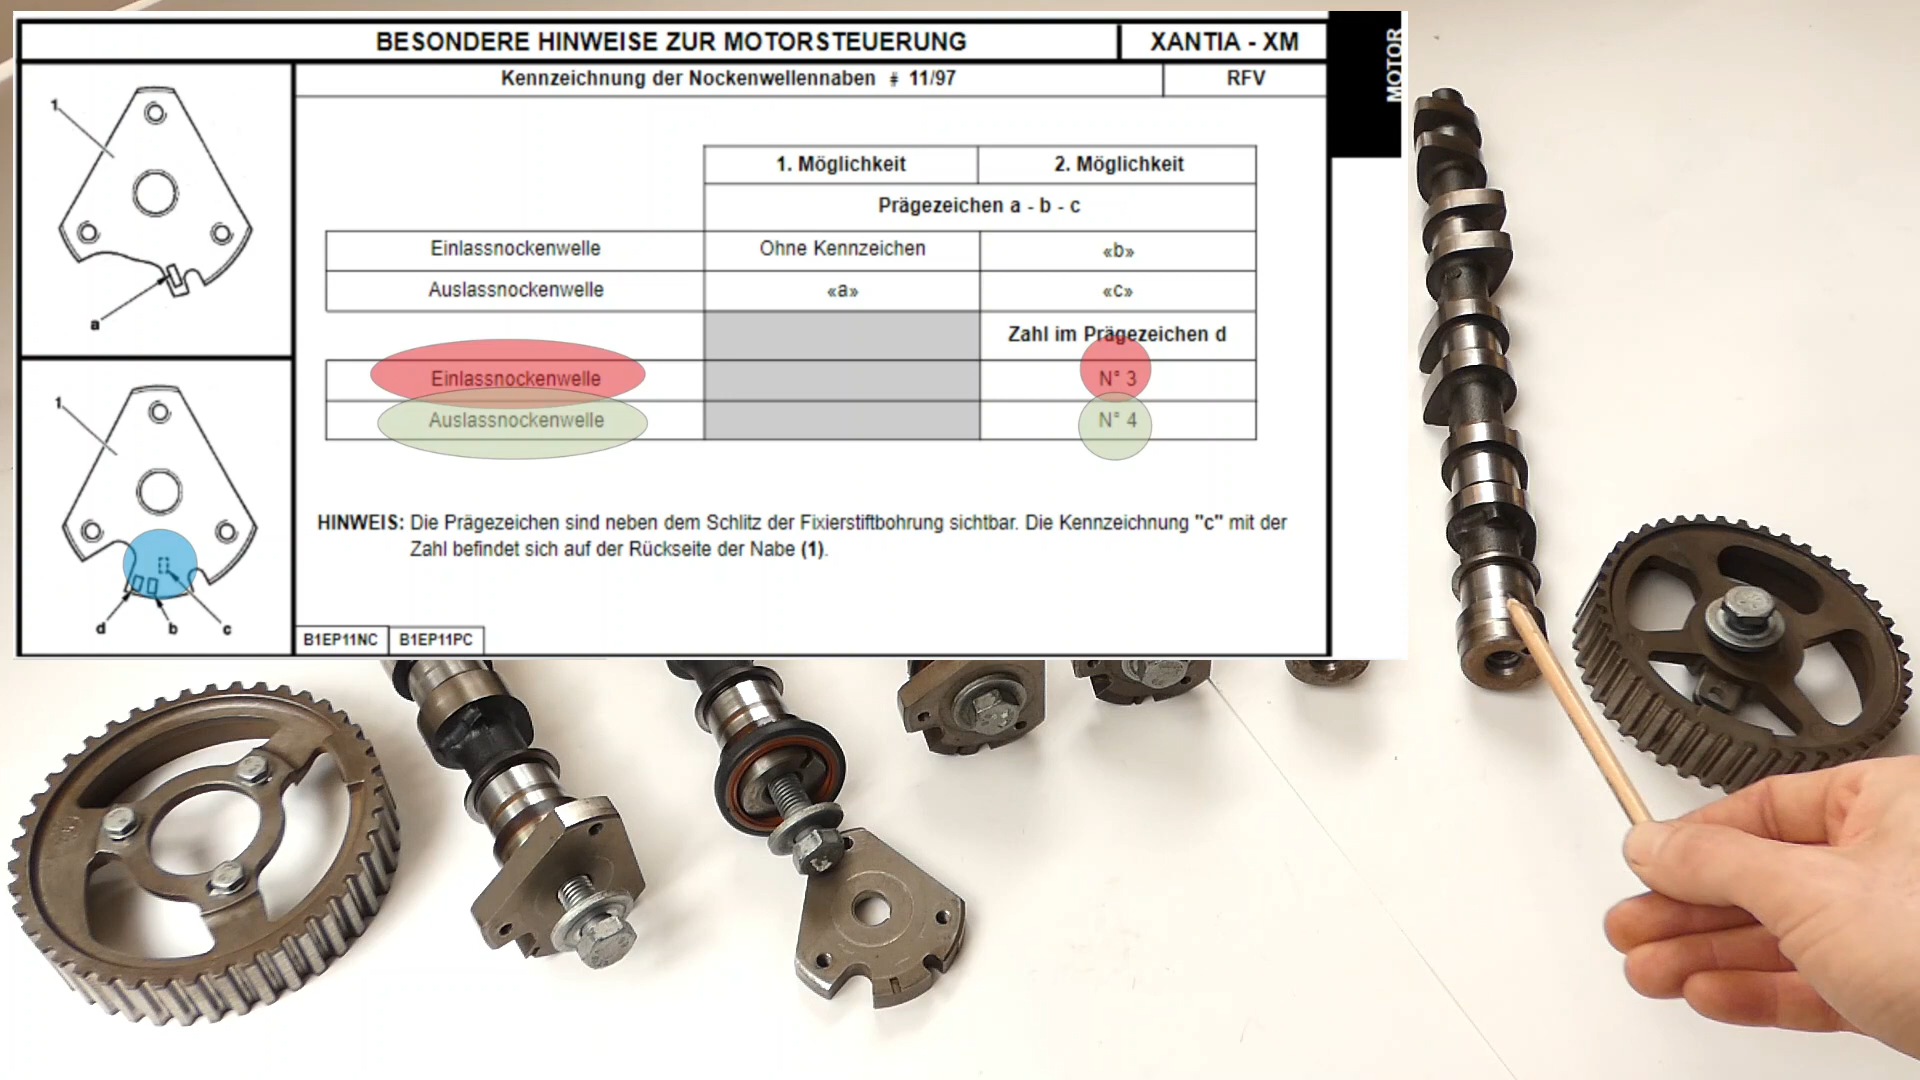 BESONDERE HINWEISE ZUR MOTORSTEUERUNG
XANTIA - XM
MOTOR
Kennzeichnung der Nockenwellennaben ≠ 11/97
RFV
1
a
1. Möglichkeit
2. Möglichkeit
Prägezeichen a - b - c
Einlassnockenwelle
Ohne Kennzeichen
«b»
Auslassnockenwelle
«a»
«c»
Zahl im Prägezeichen d
Einlassnockenwelle
N° 3
Auslassnockenwelle
N° 4
1
d
b
c
HINWEIS: Die Prägezeichen sind neben dem Schlitz der Fixierstiftbohrung sichtbar. Die Kennzeichnung "c" mit der
Zahl befindet sich auf der Rückseite der Nabe (1).
B1EP11NC
B1EP11PC